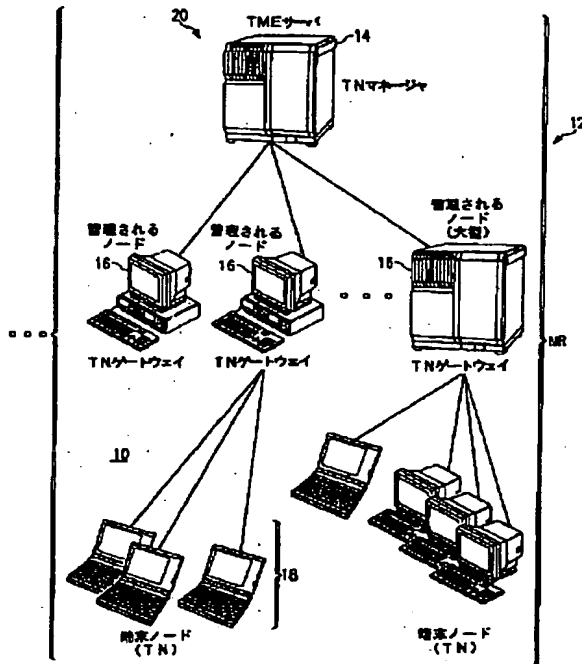 20
TMEサーバ
14
TNマネージャ
12
管理される
ノード
16
管理される
ノード
16
管理される
ノード
(大型)
16
TNゲートウェイ
TNゲートウェイ
TNゲートウェイ
MR
10
18
端末ノード
(TN)
端末ノード
(TN)